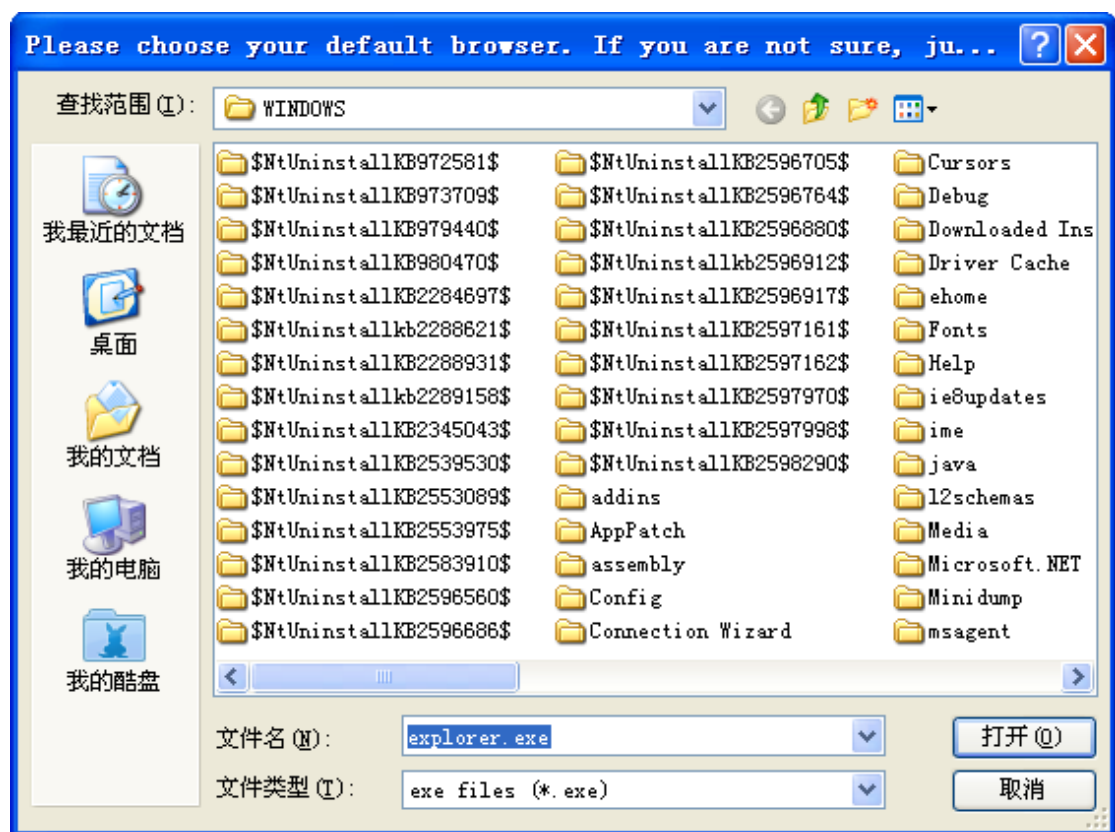 Please choose your default browser. If you are not sure, ju...
查找范围(I):
WINDOWS
我最近的文档
桌面
我的文档
我的电脑
我的酷盘
$NtUninstallKB972581$
$NtUninstallKB973709$
$NtUninstallKB979440$
$NtUninstallKB980470$
$NtUninstallKB2284697$
$NtUninstallkb2288621$
$NtUninstallKB2288931$
$NtUninstallkb2289158$
$NtUninstallKB2345043$
$NtUninstallKB2539530$
$NtUninstallKB2553089$
$NtUninstallKB2553975$
$NtUninstallKB2583910$
$NtUninstallKB2596560$
$NtUninstallKB2596686$
$NtUninstallKB2596705$
$NtUninstallKB2596764$
$NtUninstallKB2596880$
$NtUninstallkb2596912$
$NtUninstallKB2596917$
$NtUninstallKB2597161$
$NtUninstallKB2597162$
$NtUninstallKB2597970$
$NtUninstallKB2597998$
$NtUninstallKB2598290$
addins
AppPatch
assembly
Config
Connection Wizard
Cursors
Debug
Downloaded Ins
Driver Cache
ehome
Fonts
Help
ie8updates
ime
java
l2schemas
Media
Microsoft.NET
Minidump
msagent
文件名(N):
explorer.exe
打开(O)
文件类型(T):
exe files (*.exe)
取消